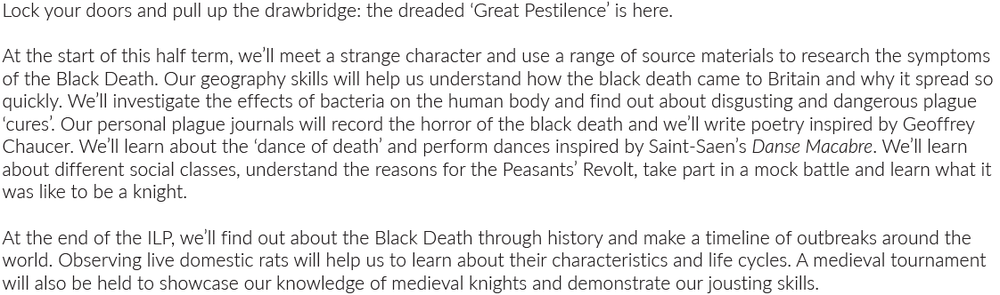 Lock your doors and pull up the drawbridge: the dreaded ‘Great Pestilence’ is here.
At the start of this half term, we’ll meet a strange character and use a range of source materials to research the symptoms
of the Black Death. Our geography skills will help us understand how the black death came to Britain and why it spread so
quickly. We’ll investigate the effects of bacteria on the human body and find out about disgusting and dangerous plague
‘cures’. Our personal plague journals will record the horror of the black death and we’ll write poetry inspired by Geoffrey
Chaucer. We’ll learn about the ‘dance of death’ and perform dances inspired by Saint-Saen’s Danse Macabre. We’ll learn
about different social classes, understand the reasons for the Peasants’ Revolt, take part in a mock battle and learn what it
was like to be a knight.
At the end of the ILP, we’ll find out about the Black Death through history and make a timeline of outbreaks around the
world. Observing live domestic rats will help us to learn about their characteristics and life cycles. A medieval tournament
will also be held to showcase our knowledge of medieval knights and demonstrate our jousting skills.